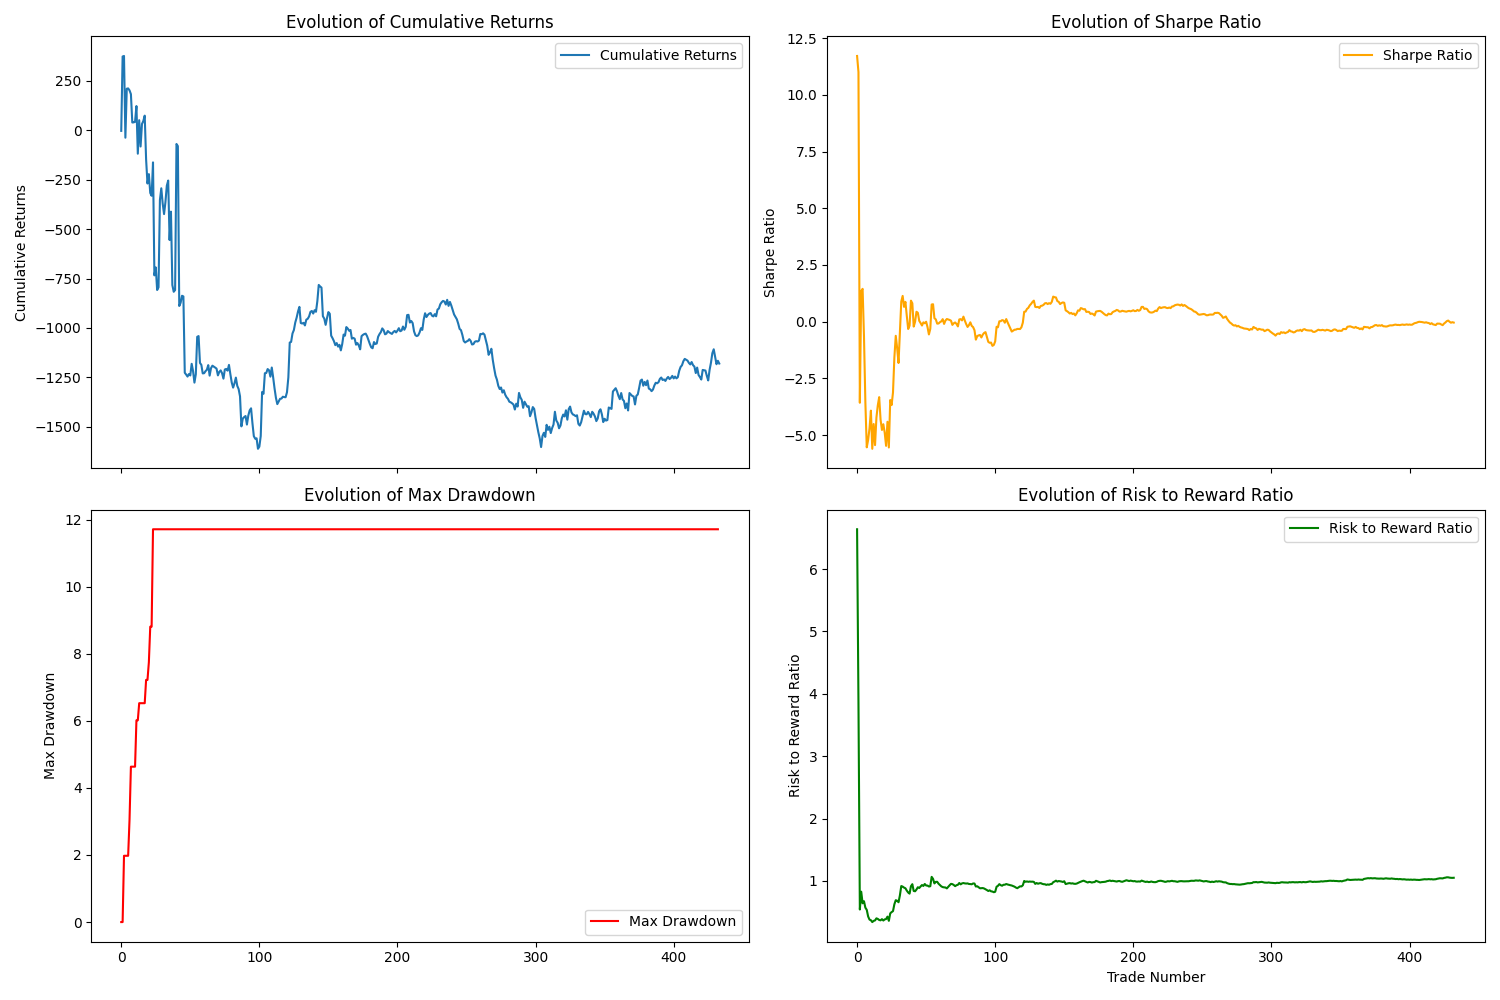 Evolution of Cumulative Returns
Cumulative Returns
250
0
−250
−500
−750
−1000
−1250
−1500
Cumulative Returns
Evolution of Sharpe Ratio
Sharpe Ratio
12.5
10.0
7.5
5.0
2.5
0.0
−2.5
−5.0
Sharpe Ratio
Evolution of Max Drawdown
12
10
8
6
4
2
0
Max Drawdown
Max Drawdown
0 100 200 300 400
Evolution of Risk to Reward Ratio
Risk to Reward Ratio
6
5
4
3
2
1
Risk to Reward Ratio
0 100 200 300 400
Trade Number